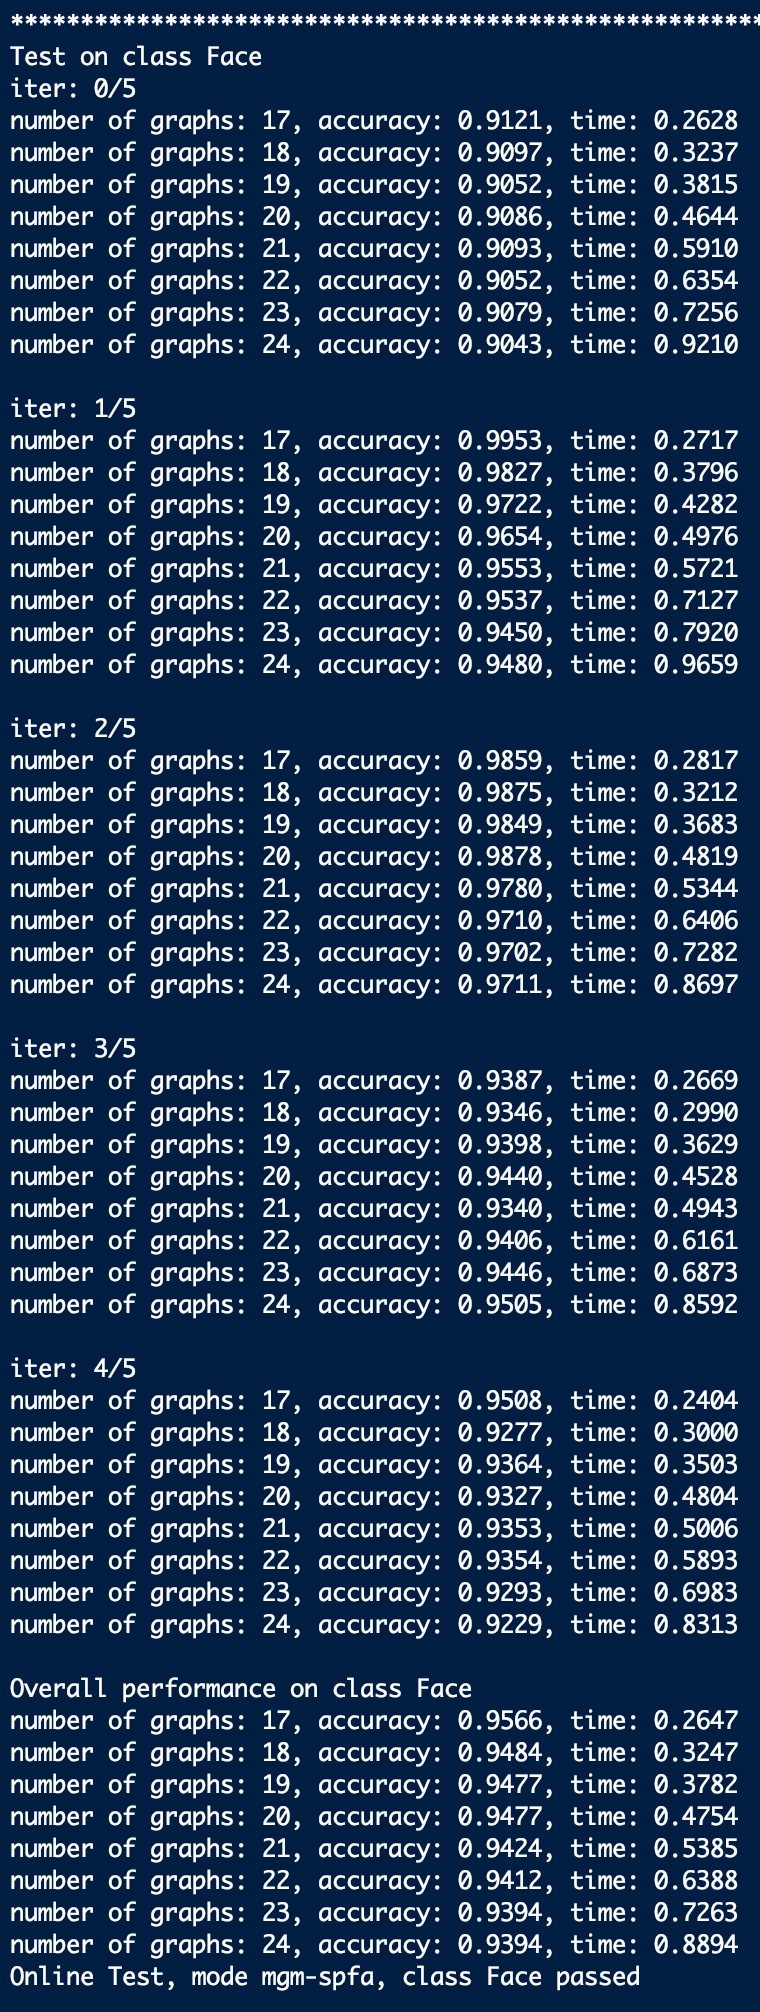 ******************************************************
Test on class Face
iter: 0/5
number of graphs: 17, accuracy: 0.9121, time: 0.2628
number of graphs: 18, accuracy: 0.9097, time: 0.3237
number of graphs: 19, accuracy: 0.9052, time: 0.3815
number of graphs: 20, accuracy: 0.9086, time: 0.4644
number of graphs: 21, accuracy: 0.9093, time: 0.5910
number of graphs: 22, accuracy: 0.9052, time: 0.6354
number of graphs: 23, accuracy: 0.9079, time: 0.7256
number of graphs: 24, accuracy: 0.9043, time: 0.9210
iter: 1/5
number of graphs: 17, accuracy: 0.9953, time: 0.2717
number of graphs: 18, accuracy: 0.9827, time: 0.3796
number of graphs: 19, accuracy: 0.9722, time: 0.4282
number of graphs: 20, accuracy: 0.9654, time: 0.4976
number of graphs: 21, accuracy: 0.9553, time: 0.5721
number of graphs: 22, accuracy: 0.9537, time: 0.7127
number of graphs: 23, accuracy: 0.9450, time: 0.7920
number of graphs: 24, accuracy: 0.9480, time: 0.9659
iter: 2/5
number of graphs: 17, accuracy: 0.9859, time: 0.2817
number of graphs: 18, accuracy: 0.9875, time: 0.3212
number of graphs: 19, accuracy: 0.9849, time: 0.3683
number of graphs: 20, accuracy: 0.9878, time: 0.4819
number of graphs: 21, accuracy: 0.9780, time: 0.5344
number of graphs: 22, accuracy: 0.9710, time: 0.6406
number of graphs: 23, accuracy: 0.9702, time: 0.7282
number of graphs: 24, accuracy: 0.9711, time: 0.8697
iter: 3/5
number of graphs: 17, accuracy: 0.9387, time: 0.2669
number of graphs: 18, accuracy: 0.9346, time: 0.2990
number of graphs: 19, accuracy: 0.9398, time: 0.3629
number of graphs: 20, accuracy: 0.9440, time: 0.4528
number of graphs: 21, accuracy: 0.9340, time: 0.4943
number of graphs: 22, accuracy: 0.9406, time: 0.6161
number of graphs: 23, accuracy: 0.9446, time: 0.6873
number of graphs: 24, accuracy: 0.9505, time: 0.8592
iter: 4/5
number of graphs: 17, accuracy: 0.9508, time: 0.2404
number of graphs: 18, accuracy: 0.9277, time: 0.3000
number of graphs: 19, accuracy: 0.9364, time: 0.3503
number of graphs: 20, accuracy: 0.9327, time: 0.4804
number of graphs: 21, accuracy: 0.9353, time: 0.5006
number of graphs: 22, accuracy: 0.9354, time: 0.5893
number of graphs: 23, accuracy: 0.9293, time: 0.6983
number of graphs: 24, accuracy: 0.9229, time: 0.8313
Overall performance on class Face
number of graphs: 17, accuracy: 0.9566, time: 0.2647
number of graphs: 18, accuracy: 0.9484, time: 0.3247
number of graphs: 19, accuracy: 0.9477, time: 0.3782
number of graphs: 20, accuracy: 0.9477, time: 0.4754
number of graphs: 21, accuracy: 0.9424, time: 0.5385
number of graphs: 22, accuracy: 0.9412, time: 0.6388
number of graphs: 23, accuracy: 0.9394, time: 0.7263
number of graphs: 24, accuracy: 0.9394, time: 0.8894
Online Test, mode mgm-spfa, class Face passed